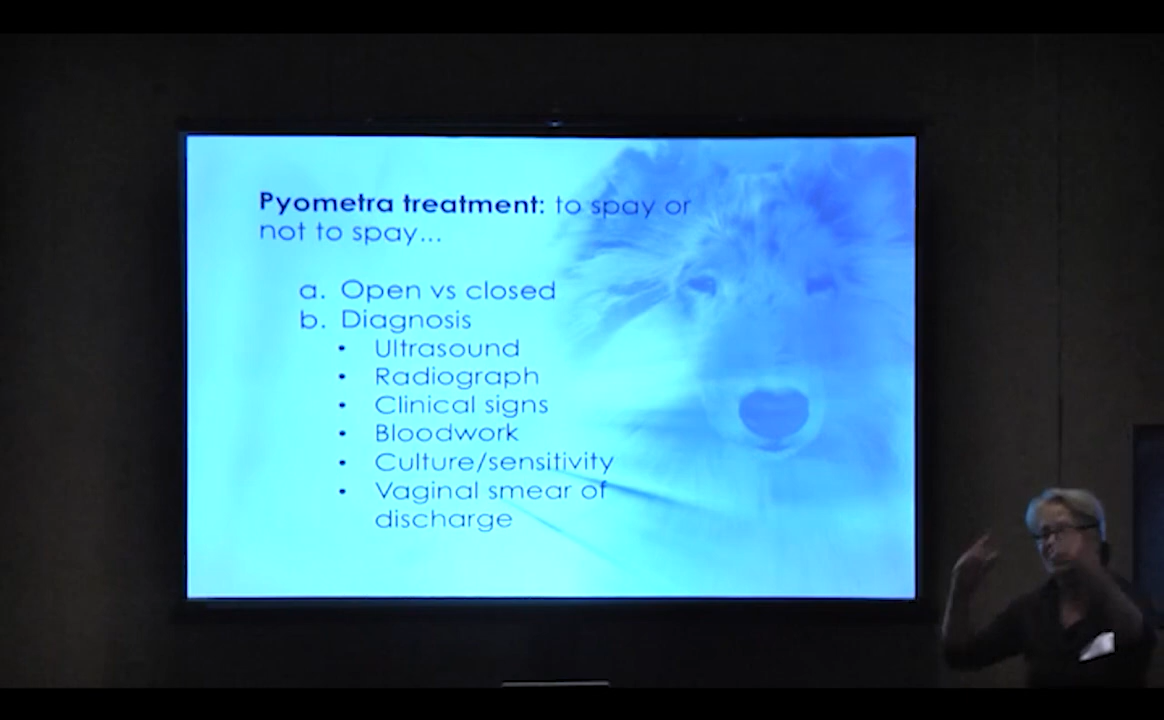 Pyometra treatment: to spay or
not to spay...
a. Open vs closed
b. Diagnosis
• Ultrasound
• Radiograph
• Clinical signs
• Bloodwork
• Culture/sensitivity
• Vaginal smear of
discharge